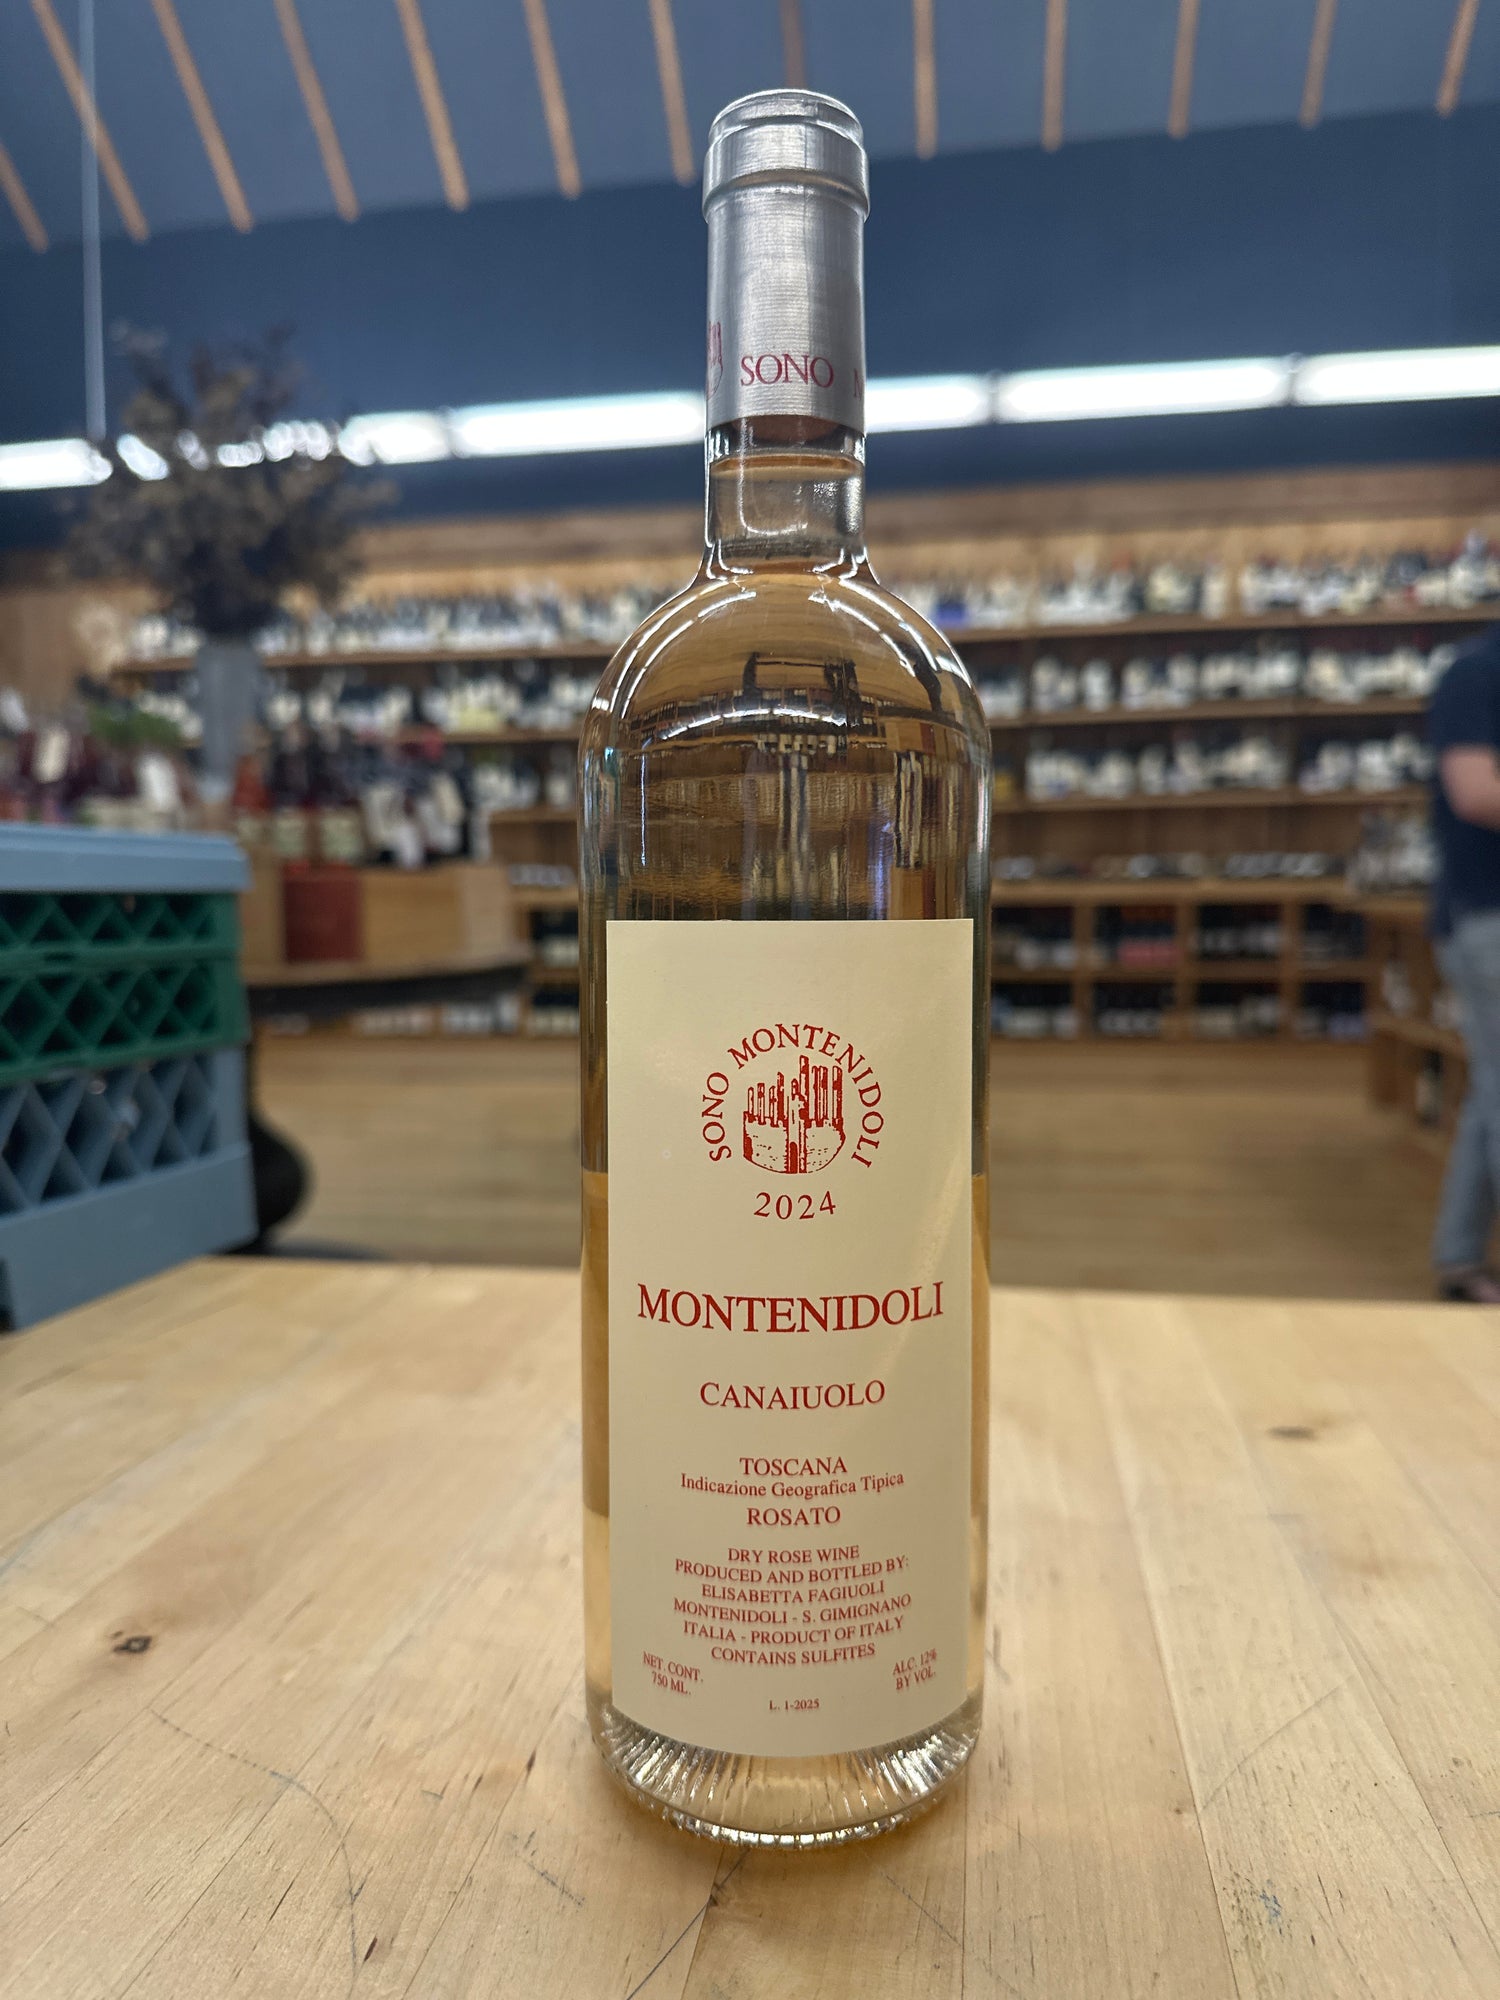 SONO
SONO MONTENIDOLI
2024
MONTENIDOLI
CANAIUOLO
TOSCANA
Indicazione Geografica Tipica
ROSATO
DRY ROSE WINE
PRODUCED AND BOTTLED BY:
ELISABETTA FAGIUOLI
MONTENIDOLI - S. GIMIGNANO
ITALIA - PRODUCT OF ITALY
CONTAINS SULFITES
NET. CONT.
750 ML.
ALC. 12%
BY VOL.
L. 1-2025